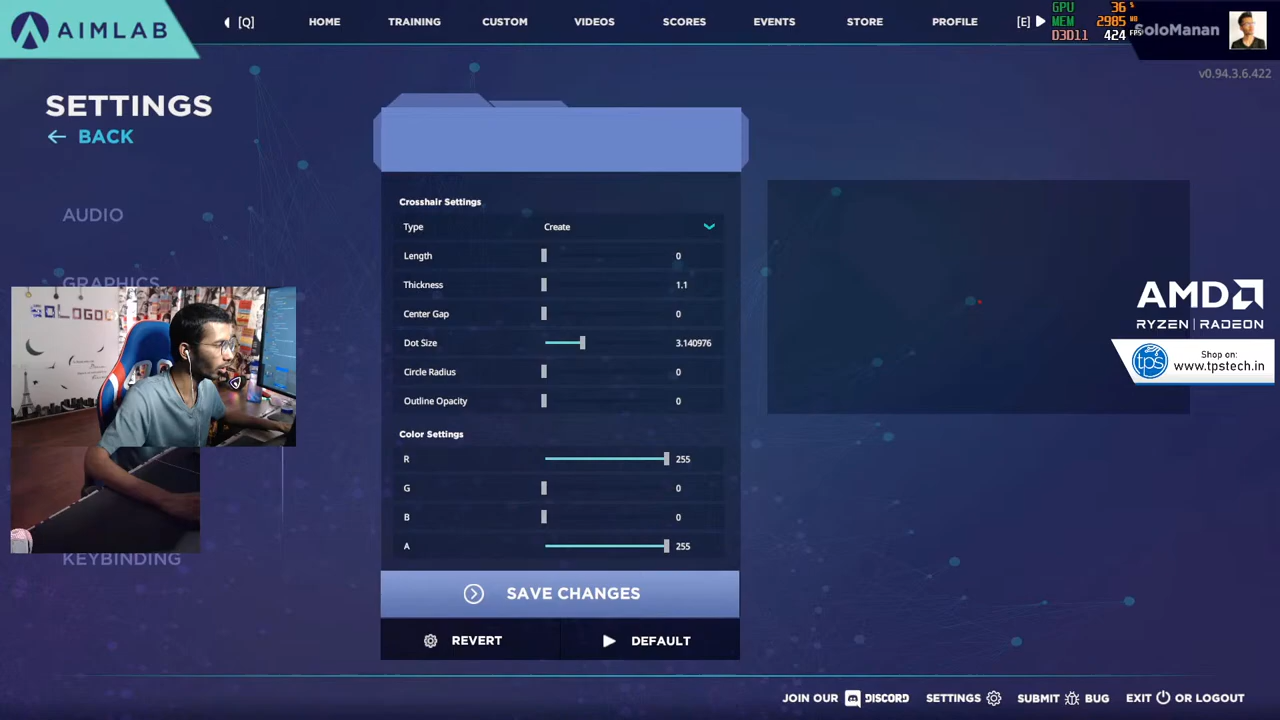 AIMLAB
[Q]
HOME
TRAINING
CUSTOM
VIDEOS
SCORES
EVENTS
STORE
PROFILE
[E]
GPU 36 %
MEM 2985 MB
D3D11 424 FPS
SoloManan
v0.94.3.6.422
SETTINGS
BACK
AUDIO
GRAPHICS
KEYBINDING
Crosshair Settings
Type Create
Length 0
Thickness 1.1
Center Gap 0
Dot Size 3.140976
Circle Radius 0
Outline Opacity 0
Color Settings
R 255
G 0
B 0
A 255
SAVE CHANGES
REVERT
DEFAULT
AMD
RYZEN | RADEON
tps
Shop on:
www.tpstech.in
JOIN OUR DISCORD
SETTINGS
SUBMIT BUG
EXIT OR LOGOUT